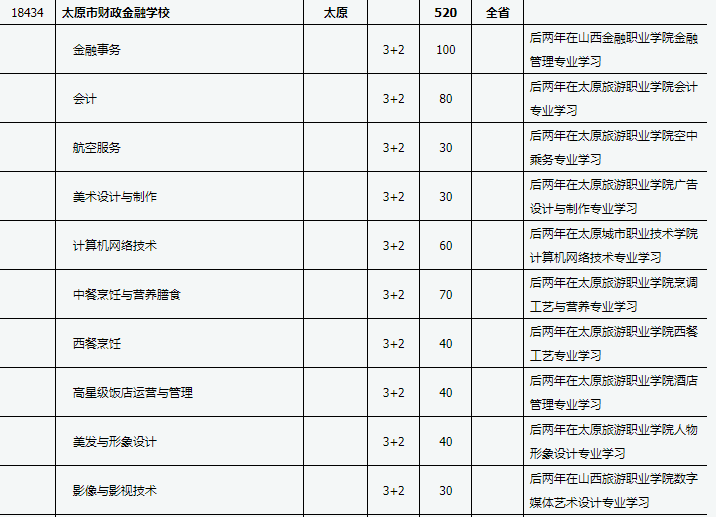 18434 太原市财政金融学校 太原 520 全省
金融事务 3+2 100 后两年在山西金融职业学院金融
管理专业学习
会计 3+2 80 后两年在太原旅游职业学院会计
专业学习
航空服务 3+2 30 后两年在太原旅游职业学院空中
乘务专业学习
美术设计与制作 3+2 30 后两年在太原旅游职业学院广告
设计与制作专业学习
计算机网络技术 3+2 60 后两年在太原城市职业技术学院
计算机网络技术专业学习
中餐烹饪与营养膳食 3+2 70 后两年在太原旅游职业学院烹调
工艺与营养专业学习
西餐烹饪 3+2 40 后两年在太原旅游职业学院西餐
工艺专业学习
高星级饭店运营与管理 3+2 40 后两年在太原旅游职业学院酒店
管理专业学习
美发与形象设计 3+2 40 后两年在太原旅游职业学院人物
形象设计专业学习
影像与影视技术 3+2 30 后两年在山西旅游职业学院数字
媒体艺术设计专业学习